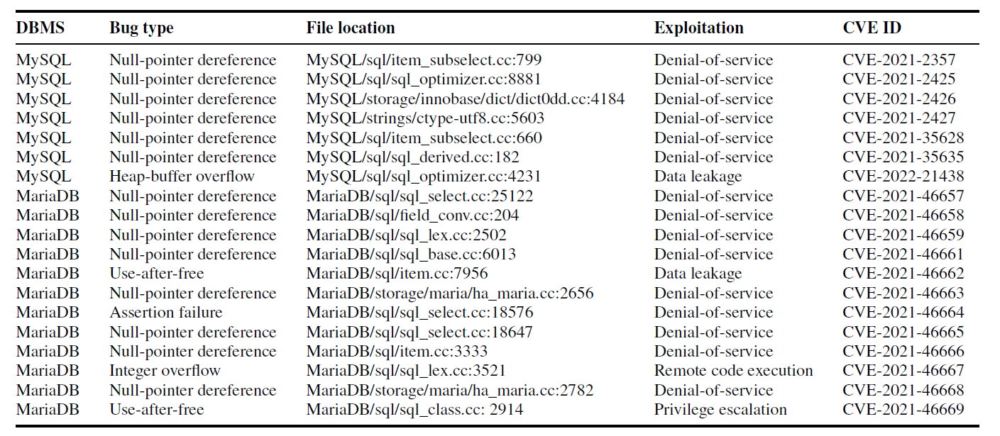 DBMS Bug type File location Exploitation CVE ID
MySQL Null-pointer dereference MySQL/sql/item_subselect.cc:799 Denial-of-service CVE-2021-2357
MySQL Null-pointer dereference MySQL/sql/sql_optimizer.cc:8881 Denial-of-service CVE-2021-2425
MySQL Null-pointer dereference MySQL/storage/innobase/dict/dict0dd.cc:4184 Denial-of-service CVE-2021-2426
MySQL Null-pointer dereference MySQL/strings/ctype-utf8.cc:5603 Denial-of-service CVE-2021-2427
MySQL Null-pointer dereference MySQL/sql/item_subselect.cc:660 Denial-of-service CVE-2021-35628
MySQL Null-pointer dereference MySQL/sql/sql_derived.cc:182 Denial-of-service CVE-2021-35635
MySQL Heap-buffer overflow MySQL/sql/sql_optimizer.cc:4231 Data leakage CVE-2022-21438
MariaDB Null-pointer dereference MariaDB/sql/sql_select.cc:25122 Denial-of-service CVE-2021-46657
MariaDB Null-pointer dereference MariaDB/sql/field_conv.cc:204 Denial-of-service CVE-2021-46658
MariaDB Null-pointer dereference MariaDB/sql/sql_lex.cc:2502 Denial-of-service CVE-2021-46659
MariaDB Null-pointer dereference MariaDB/sql/sql_base.cc:6013 Denial-of-service CVE-2021-46661
MariaDB Use-after-free MariaDB/sql/item.cc:7956 Data leakage CVE-2021-46662
MariaDB Null-pointer dereference MariaDB/storage/maria/ha_maria.cc:2656 Denial-of-service CVE-2021-46663
MariaDB Assertion failure MariaDB/sql/sql_select.cc:18576 Denial-of-service CVE-2021-46664
MariaDB Null-pointer dereference MariaDB/sql/sql_select.cc:18647 Denial-of-service CVE-2021-46665
MariaDB Null-pointer dereference MariaDB/sql/item.cc:3333 Denial-of-service CVE-2021-46666
MariaDB Integer overflow MariaDB/sql/sql_lex.cc:3521 Remote code execution CVE-2021-46667
MariaDB Null-pointer dereference MariaDB/storage/maria/ha_maria.cc:2782 Denial-of-service CVE-2021-46668
MariaDB Use-after-free MariaDB/sql/sql_class.cc: 2914 Privilege escalation CVE-2021-46669